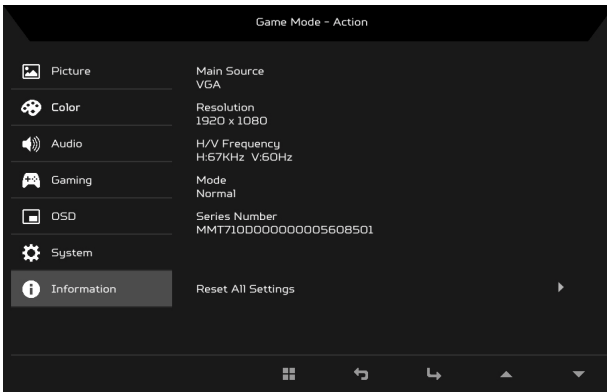 Game Mode - Action
Picture
Color
Audio
Gaming
OSD
System
Information
Main Source
VGA
Resolution
1920 x 1080
H/V Frequency
H:67KHz V:60Hz
Mode
Normal
Series Number
MMT710D000000005608501
Reset All Settings